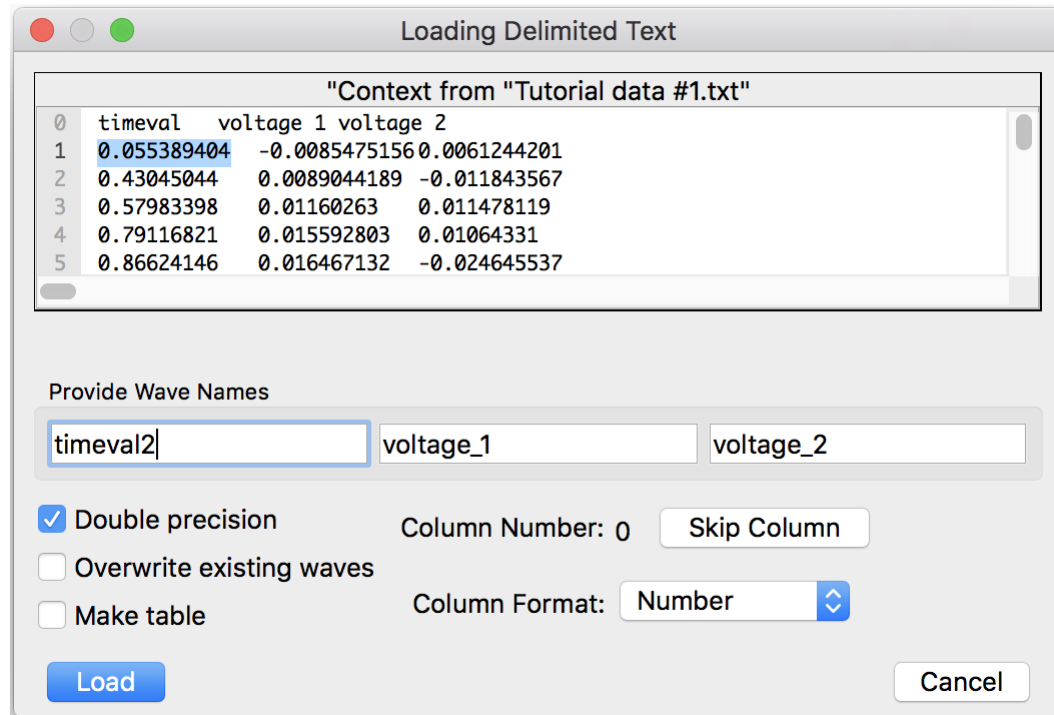 Loading Delimited Text
"Context from "Tutorial data #1.txt"
0 timeval voltage 1 voltage 2
1 0.055389404 -0.0085475156 0.0061244201
2 0.43045044 0.0089044189 -0.011843567
3 0.57983398 0.01160263 0.011478119
4 0.79116821 0.015592803 0.01064331
5 0.86624146 0.016467132 -0.024645537
Provide Wave Names
timeval2 voltage_1 voltage_2
Double precision Column Number: 0 Skip Column
Overwrite existing waves
Make table Column Format: Number
Load Cancel